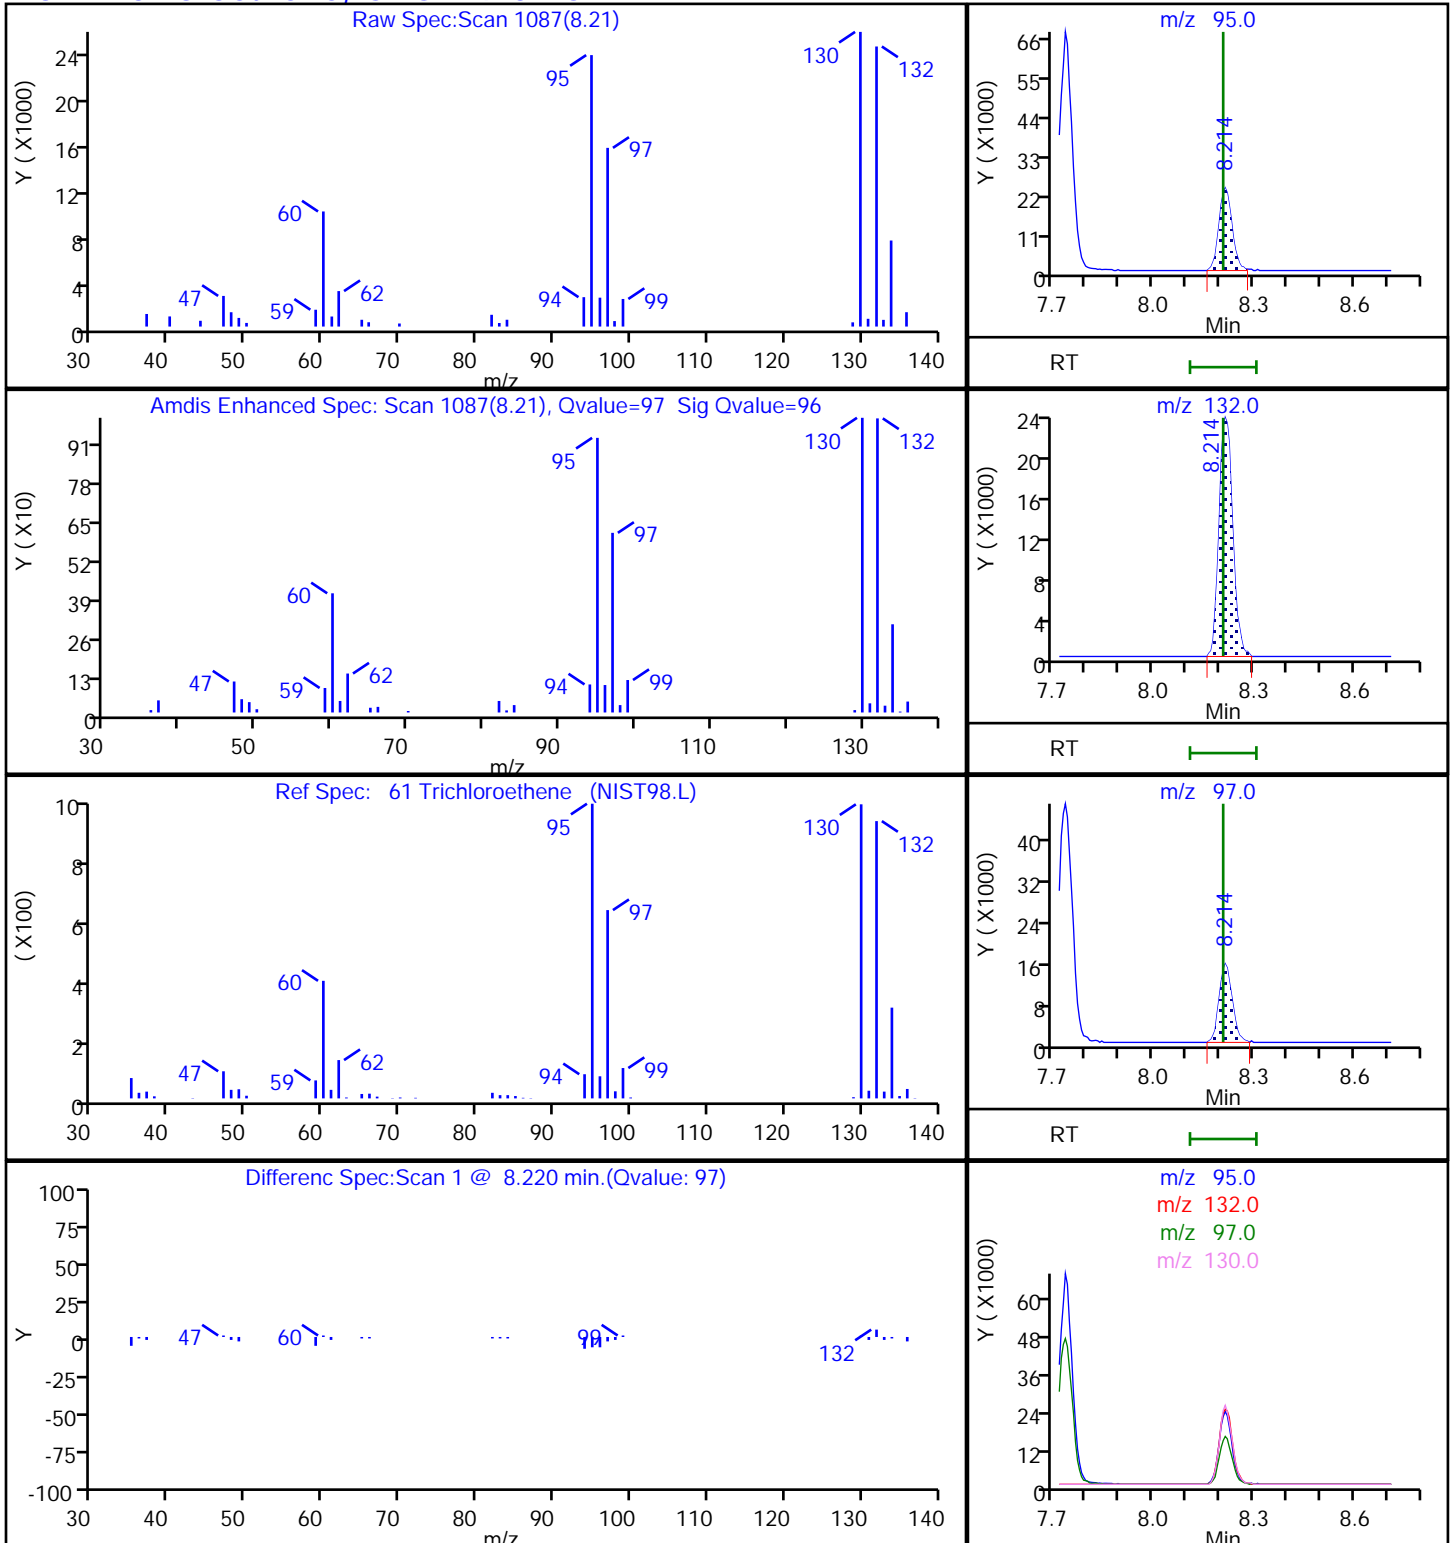 Raw Spec:Scan 1087(8.21)
Y ( X1000)
24
20
16
12
8
4
0
47
59
60
62
94
95
97
99
130
132
30 40 50 60 70 80 90 100 110 120 130 140
m/z
m/z 95.0
Y ( X1000)
66
55
44
33
22
11
0
8.214
7.7 8.0 8.3 8.6
Min
RT
Amdis Enhanced Spec: Scan 1087(8.21), Qvalue=97 Sig Qvalue=96
Y ( X10)
91
78
65
52
39
26
13
0
47
59
60
62
94
95
97
99
130
132
30 50 70 90 110 130
m/z
m/z 132.0
Y ( X1000)
24
20
16
12
8
4
0
8.214
7.7 8.0 8.3 8.6
Min
RT
Ref Spec: 61 Trichloroethene (NIST98.L)
( X100)
10
8
6
4
2
0
47
59
60
62
94
95
97
99
130
132
30 40 50 60 70 80 90 100 110 120 130 140
m/z 97.0
Y ( X1000)
40
32
24
16
8
0
8.214
7.7 8.0 8.3 8.6
Min
RT
Differenc Spec:Scan 1 @ 8.220 min.(Qvalue: 97)
Y
100
75
50
25
0
-25
-50
-75
-100
47
60
99
132
30 40 50 60 70 80 90 100 110 120 130 140
m/z
m/z 95.0
m/z 132.0
m/z 97.0
m/z 130.0
Y ( X1000)
60
48
36
24
12
0
7.7 8.0 8.3 8.6
Min